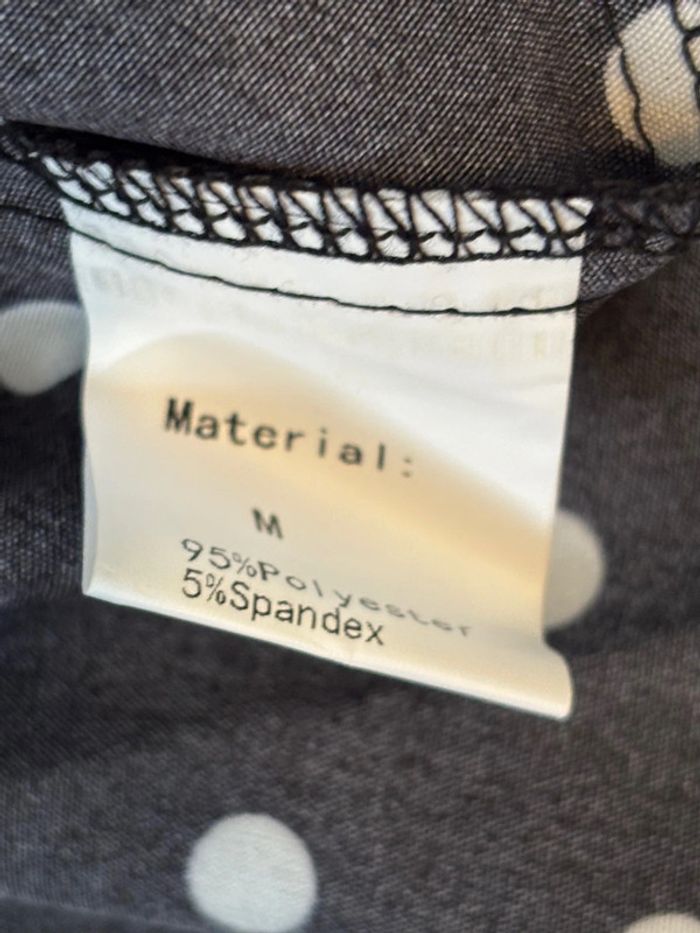 Material:
M
95%Polyester
5%Spandex